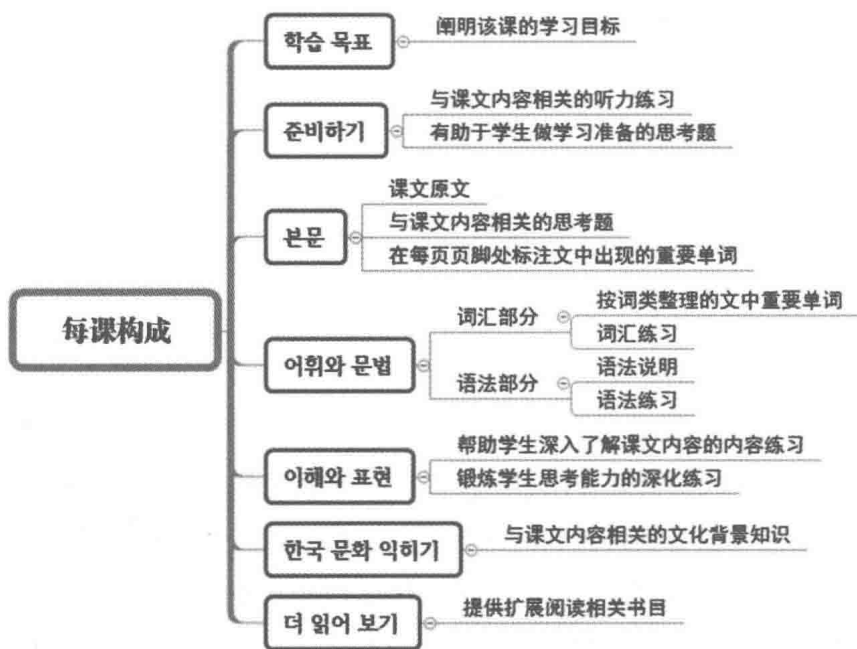 学습 목표
阐明该课的学习目标
준비하기
与课文内容相关的听力练习
有助于学生做学习准备的思考题
본문
课文原文
与课文内容相关的思考题
在每页页脚处标注文中出现的重要单词
每课构成
어휘와 문법
词汇部分
按词类整理的文中重要单词
词汇练习
语法部分
语法说明
语法练习
이해와 표현
帮助学生深入了解课文内容的内容练习
锻炼学生思考能力的深化练习
한국 문화 익히기
与课文内容相关的文化背景知识
더 읽어 보기
提供扩展阅读相关书目